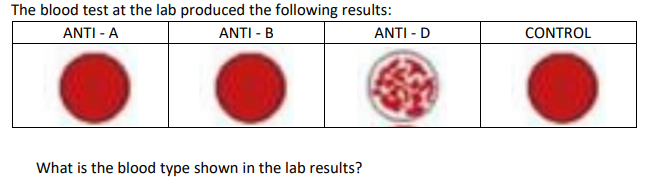 The blood test at the lab produced the following results:
ANTI - A ANTI - B ANTI - D CONTROL
What is the blood type shown in the lab results?